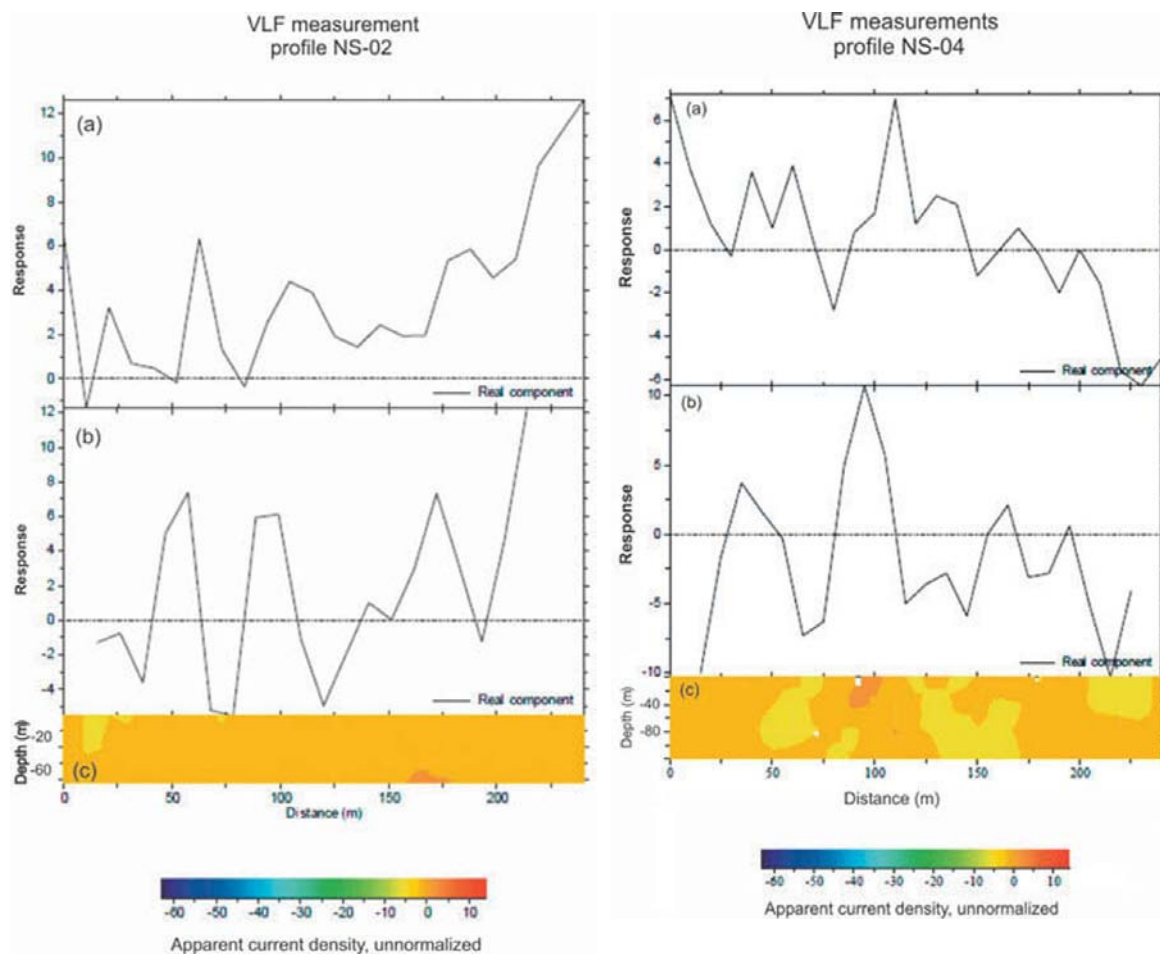 VLF measurement
profile NS-02
12
10
8
6
4
2
0
Response
(a)
Real component
12
10
8
6
4
2
0
-2
-4
Response
(b)
Real component
-20
-60
Depth (m)
(c)
0
50
100
150
200
Distance (m)
-60 -50 -40 -30 -20 -10 0 10
Apparent current density, unnormalized
VLF measurements
profile NS-04
6
4
2
0
-2
-4
-6
Response
(a)
Real component
10
5
0
-5
-10
Response
(b)
Real component
-40
-80
Depth (m)
(c)
0
50
100
150
200
Distance (m)
-60 -50 -40 -30 -20 -10 0 10
Apparent current density, unnormalized